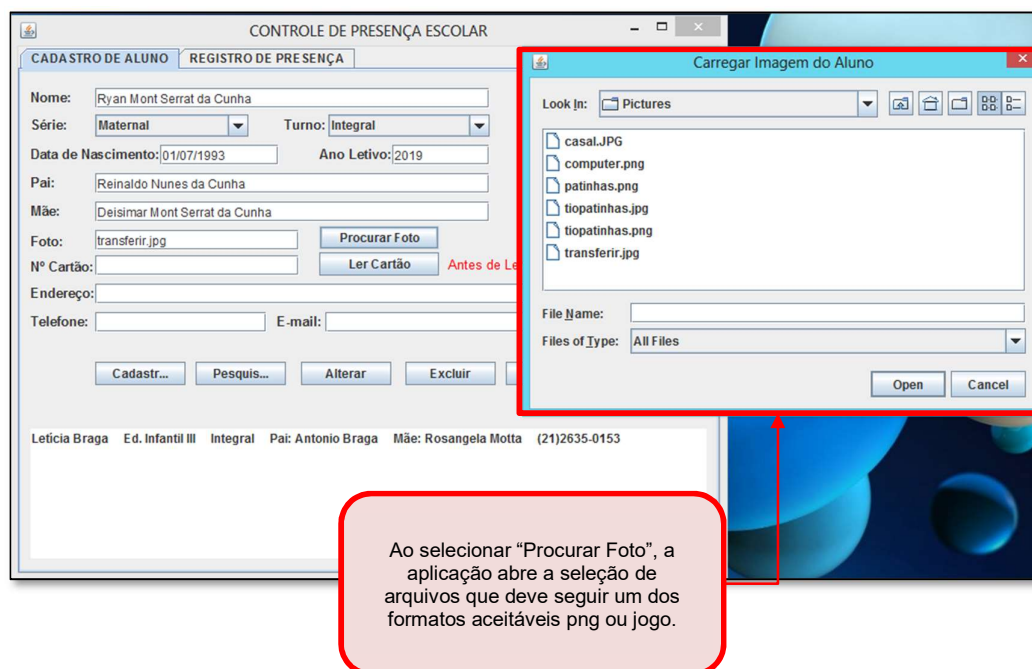 CONTROLE DE PRESENÇA ESCOLAR
CADASTRO DE ALUNO REGISTRO DE PRESENÇA
Nome: Ryan Mont Serrat da Cunha
Série: Maternal Turno: Integral
Data de Nascimento: 01/07/1993 Ano Letivo: 2019
Pai: Reinaldo Nunes da Cunha
Mãe: Deisimar Mont Serrat da Cunha
Foto: transferir.jpg Procurar Foto
Nº Cartão: Ler Cartão Antes de Le
Endereço:
Telefone: E-mail:
Cadastr... Pesquis... Alterar Excluir
Letícia Braga Ed. Infantil III Integral Pai: Antonio Braga Mãe: Rosangela Motta (21)2635-0153
Carregar Imagem do Aluno
Look In: Pictures
casal.JPG
computer.png
patinhas.png
tiopatinhas.jpg
tiopatinhas.png
transferir.jpg
File Name:
Files of Type: All Files
Open Cancel
Ao selecionar “Procurar Foto”, a
aplicação abre a seleção de
arquivos que deve seguir um dos
formatos aceitáveis png ou jogo.